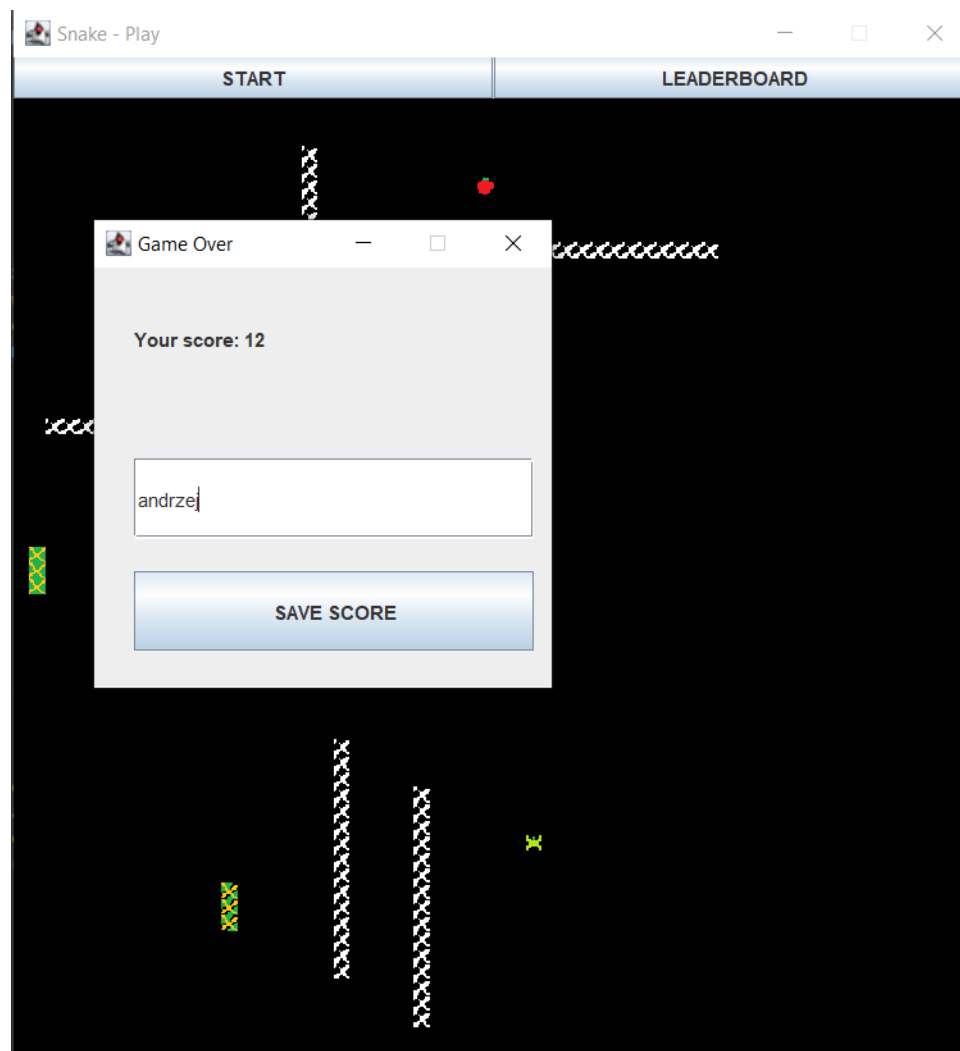 Snake - Play
START
LEADERBOARD
Game Over
Your score: 12
andrzej
SAVE SCORE